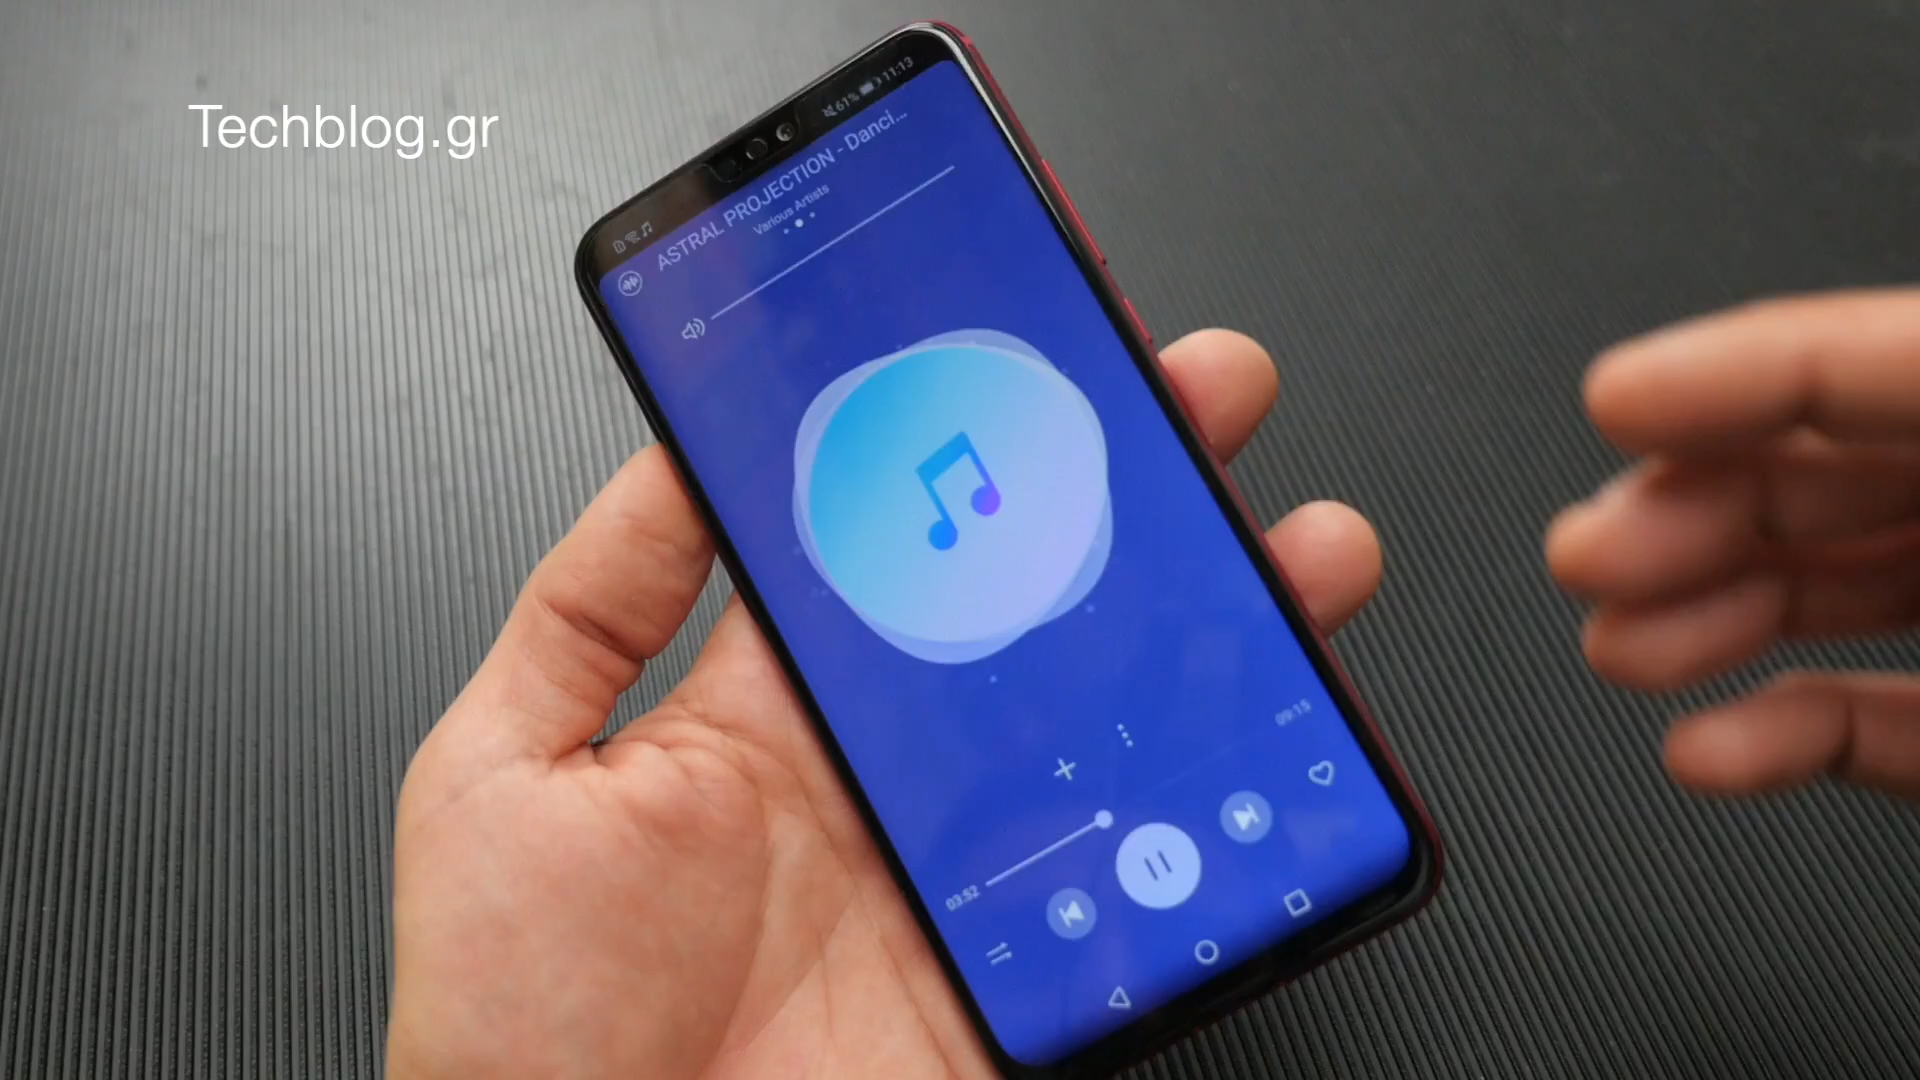 Techblog.gr
61% 11:13
ASTRAL PROJECTION - Danci...
Various Artists
09:15
03:52